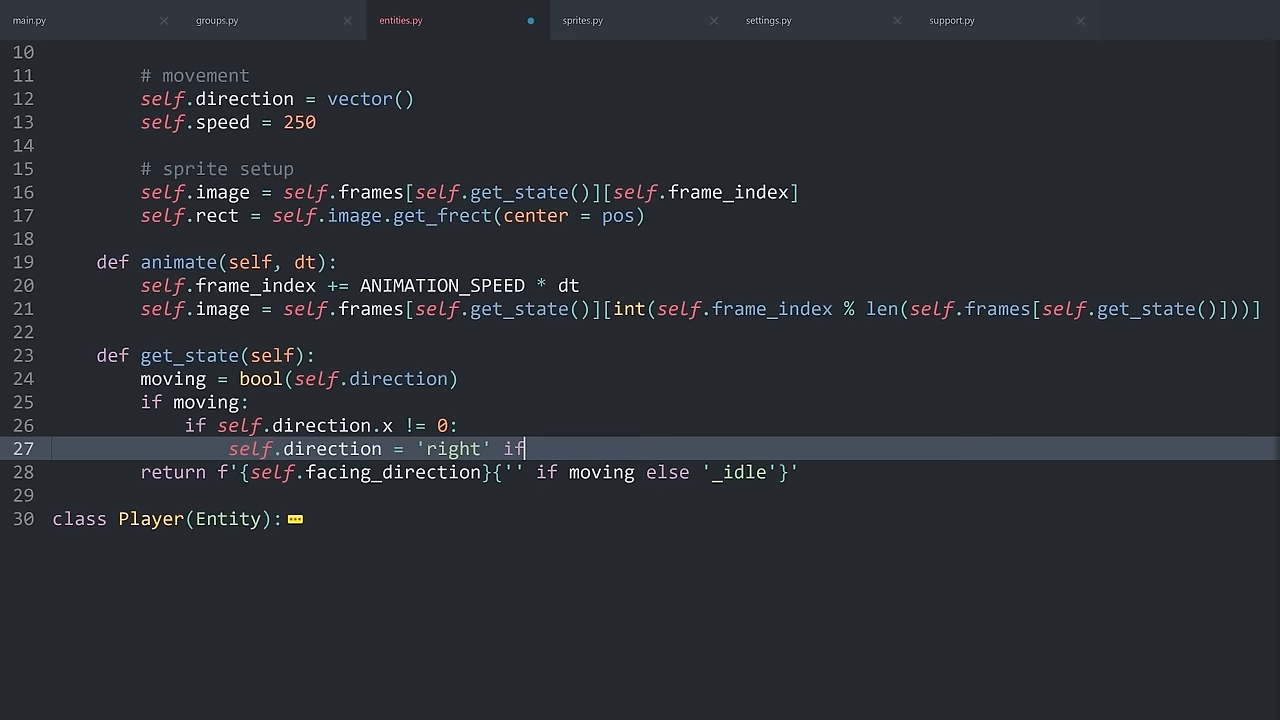 main.py groups.py entities.py sprites.py settings.py support.py
10
11 # movement
12 self.direction = vector()
13 self.speed = 250
14
15 # sprite setup
16 self.image = self.frames[self.get_state()][self.frame_index]
17 self.rect = self.image.get_frect(center = pos)
18
19 def animate(self, dt):
20 self.frame_index += ANIMATION_SPEED * dt
21 self.image = self.frames[self.get_state()][int(self.frame_index % len(self.frames[self.get_state()]))]
22
23 def get_state(self):
24 moving = bool(self.direction)
25 if moving:
26 if self.direction.x != 0:
27 self.direction = 'right' if
28 return f'{self.facing_direction}{'' if moving else '_idle'}'
29
30 class Player(Entity):